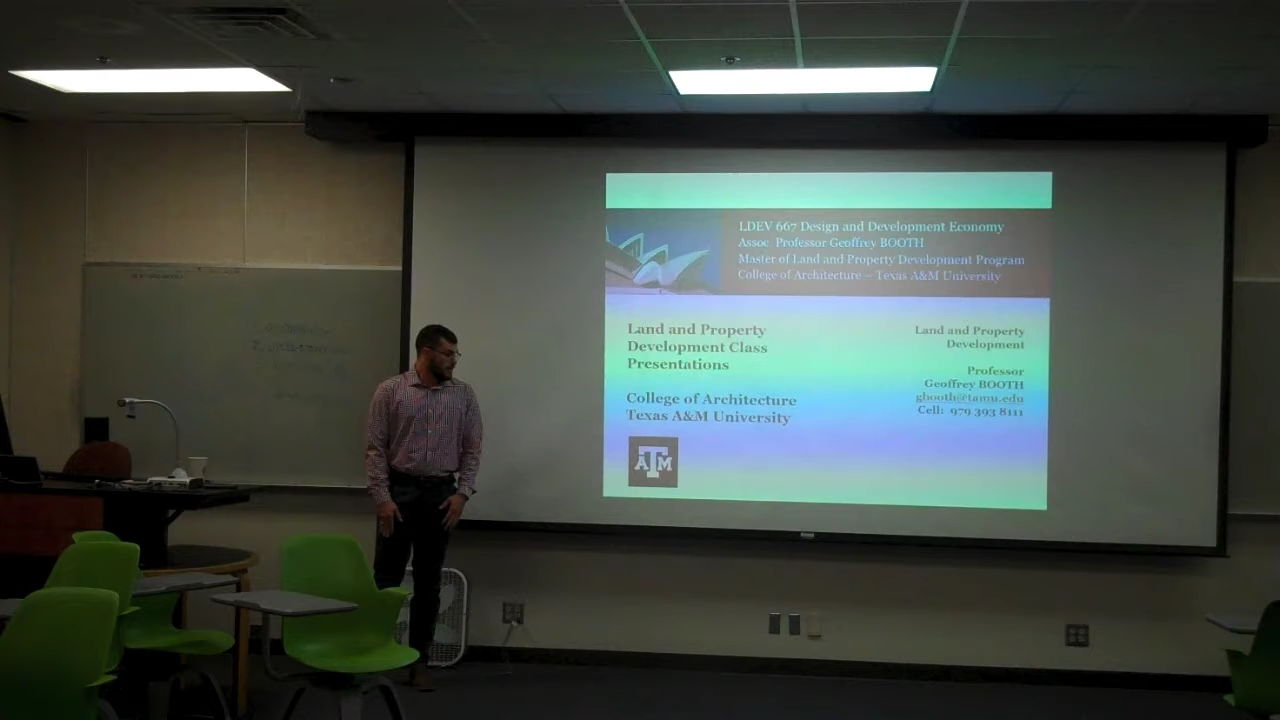 LDEV 667 Design and Development Economy
Assoc Professor Geoffrey BOOTH
Master of Land and Property Development Program
College of Architecture – Texas A&M University
Land and Property
Development Class
Presentations
College of Architecture
Texas A&M University
Land and Property
Development
Professor
Geoffrey BOOTH
gbooth@tamu.edu
Cell: 979 393 8111
ATM